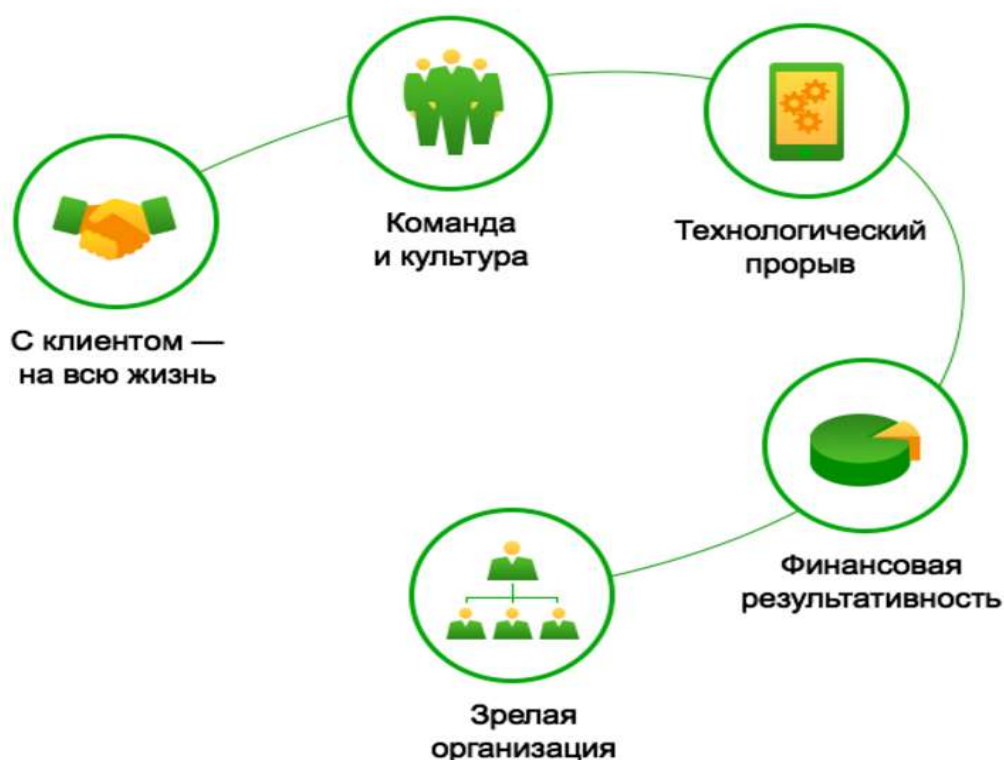 С клиентом —
на всю жизнь
Команда
и культура
Технологический
прорыв
Финансовая
результативность
Зрелая
организация